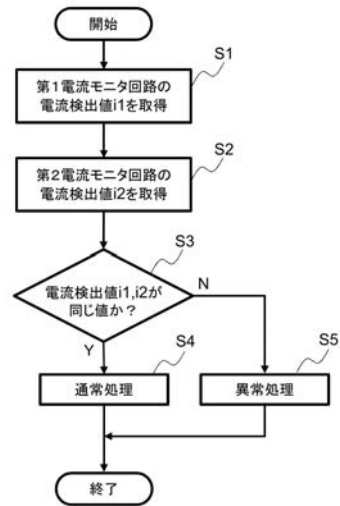 開始
S1
第1電流モニタ回路の
電流検出値i1を取得
S2
第2電流モニタ回路の
電流検出値i2を取得
S3
電流検出値i1,i2が
同じ値か？
N
Y
S4
通常処理
S5
異常処理
終了